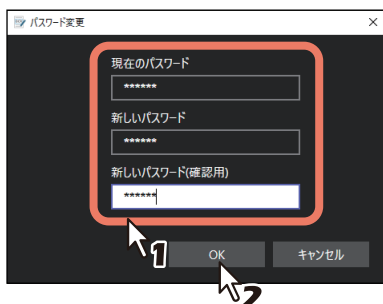 パスワード変更
現在のパスワード
******
新しいパスワード
******
新しいパスワード(確認用)
******
1
OK
キャンセル
2